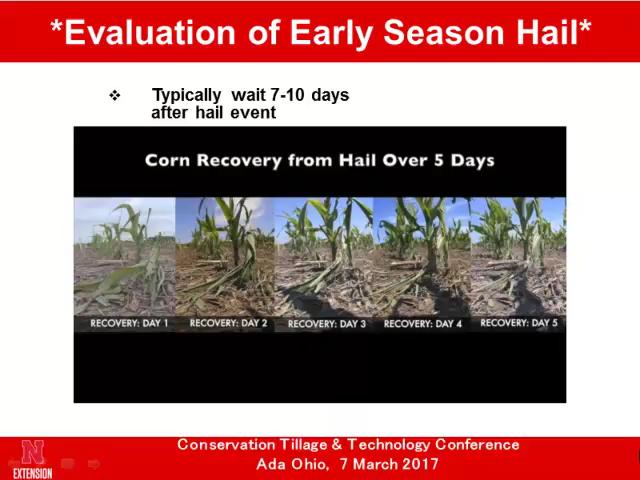 *Evaluation of Early Season Hail*
❖ Typically wait 7-10 days
after hail event
Corn Recovery from Hail Over 5 Days
RECOVERY: DAY 1
RECOVERY: DAY 2
RECOVERY: DAY 3
RECOVERY: DAY 4
RECOVERY: DAY 5
N
EXTENSION
Conservation Tillage & Technology Conference
Ada Ohio, 7 March 2017